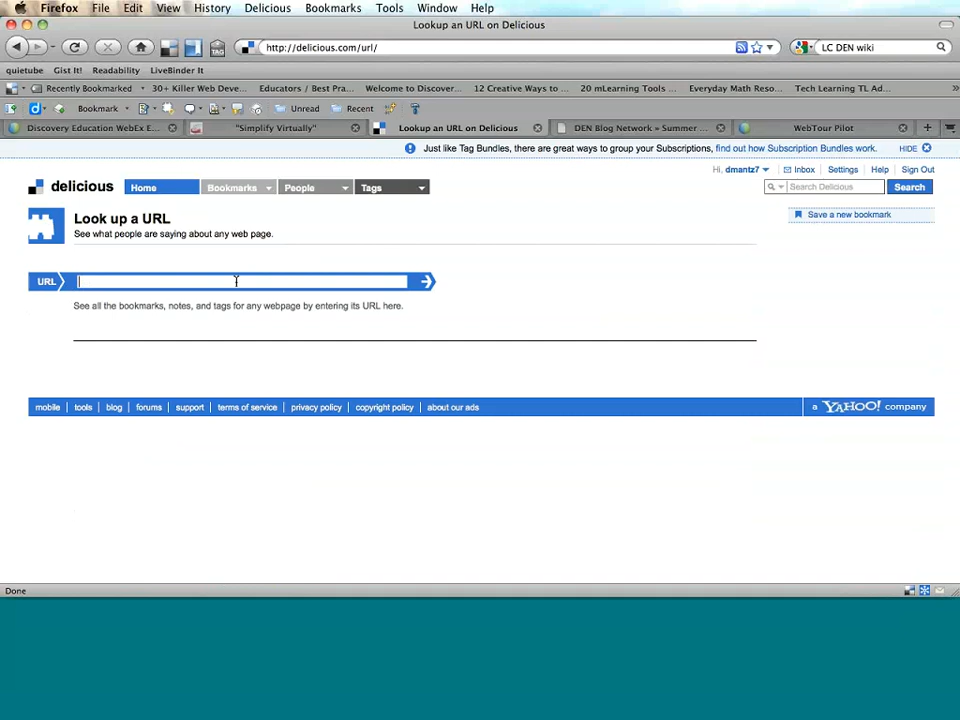 Firefox File Edit View History Delicious Bookmarks Tools Window Help
Lookup an URL on Delicious
TAG http://delicious.com/url/ LC DEN wiki
quietube Gist It! Readability LiveBinder It
Recently Bookmarked 30+ Killer Web Deve... Educators / Best Pra... Welcome to Discover... 12 Creative Ways to ... 20 mLearning Tools ... Everyday Math Reso... Tech Learning TL Ad... »
Bookmark Unread Recent
Discovery Education WebEx E... "Simplify Virtually" Lookup an URL on Delicious DEN Blog Network » Summer ... WebTour Pilot
Just like Tag Bundles, there are great ways to group your Subscriptions, find out how Subscription Bundles work. HIDE
Hi, dmantz7 Inbox Settings Help Sign Out
delicious Home Bookmarks People Tags Search Delicious Search
Look up a URL
See what people are saying about any web page.
Save a new bookmark
URL
See all the bookmarks, notes, and tags for any webpage by entering its URL here.
mobile | tools | blog | forums | support | terms of service | privacy policy | copyright policy | about our ads a YAHOO! company
Done